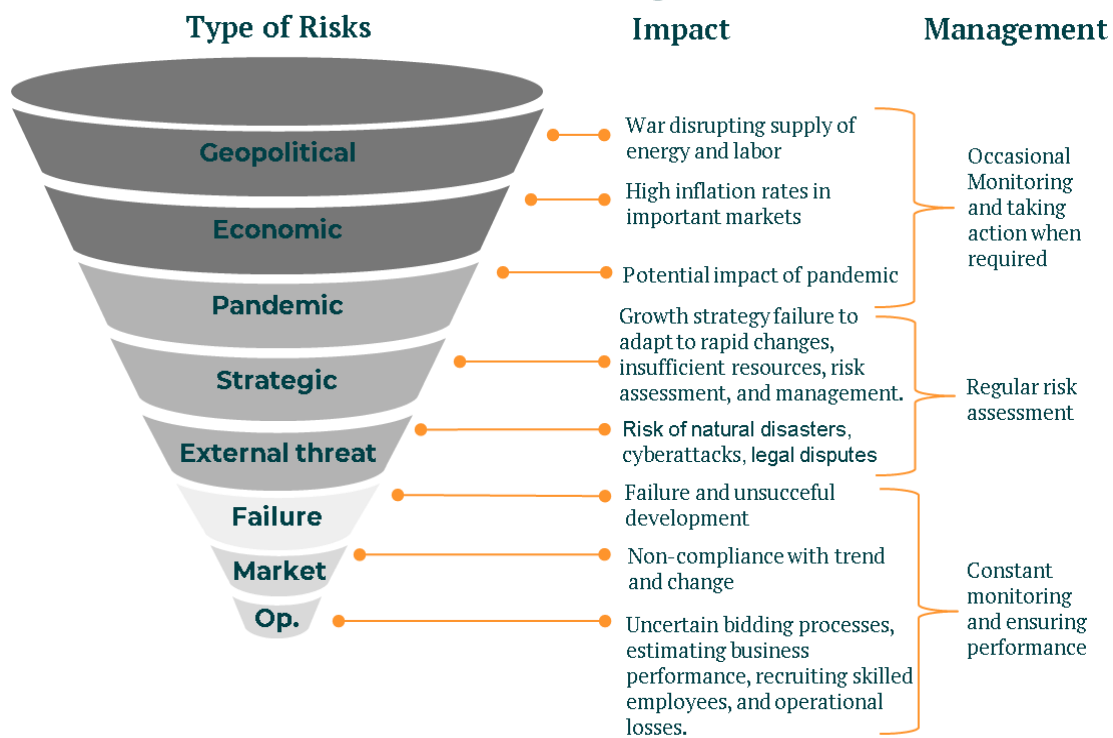 Type of Risks
Impact
Management
Geopolitical
War disrupting supply of
energy and labor
Economic
High inflation rates in
important markets
Pandemic
Potential impact of pandemic
Occasional
Monitoring
and taking
action when
required
Strategic
Growth strategy failure to
adapt to rapid changes,
insufficient resources, risk
assessment, and management.
External threat
Risk of natural disasters,
cyberattacks, legal disputes
Regular risk
assessment
Failure
Failure and unsucceful
development
Market
Non-compliance with trend
and change
Op.
Uncertain bidding processes,
estimating business
performance, recruiting skilled
employees, and operational
losses.
Constant
monitoring
and ensuring
performance